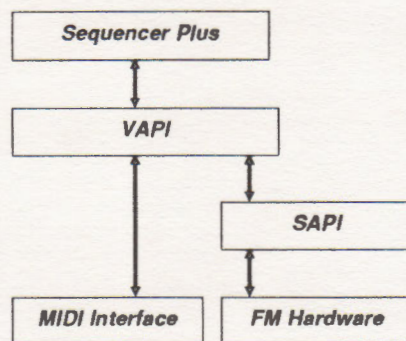 Sequencer Plus
VAPI
SAPI
MIDI Interface
FM Hardware